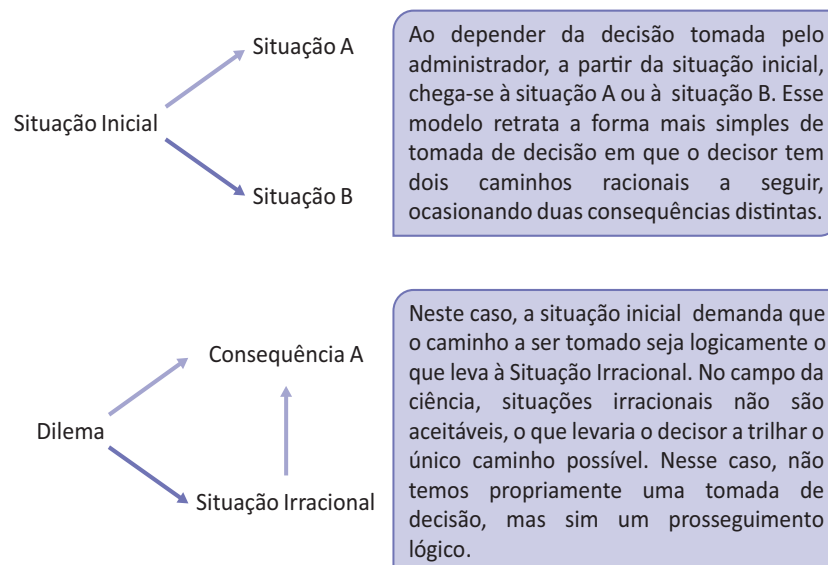 Situação A
Situação Inicial
Situação B
Ao depender da decisão tomada pelo
administrador, a partir da situação inicial,
chega-se à situação A ou à situação B. Esse
modelo retrata a forma mais simples de
tomada de decisão em que o decisor tem
dois caminhos racionais a seguir,
ocasionando duas consequências distintas.
Consequência A
Dilema
Situação Irracional
Neste caso, a situação inicial demanda que
o caminho a ser tomado seja logicamente o
que leva à Situação Irracional. No campo da
ciência, situações irracionais não são
aceitáveis, o que levaria o decisor a trilhar o
único caminho possível. Nesse caso, não
temos propriamente uma tomada de
decisão, mas sim um prosseguimento
lógico.